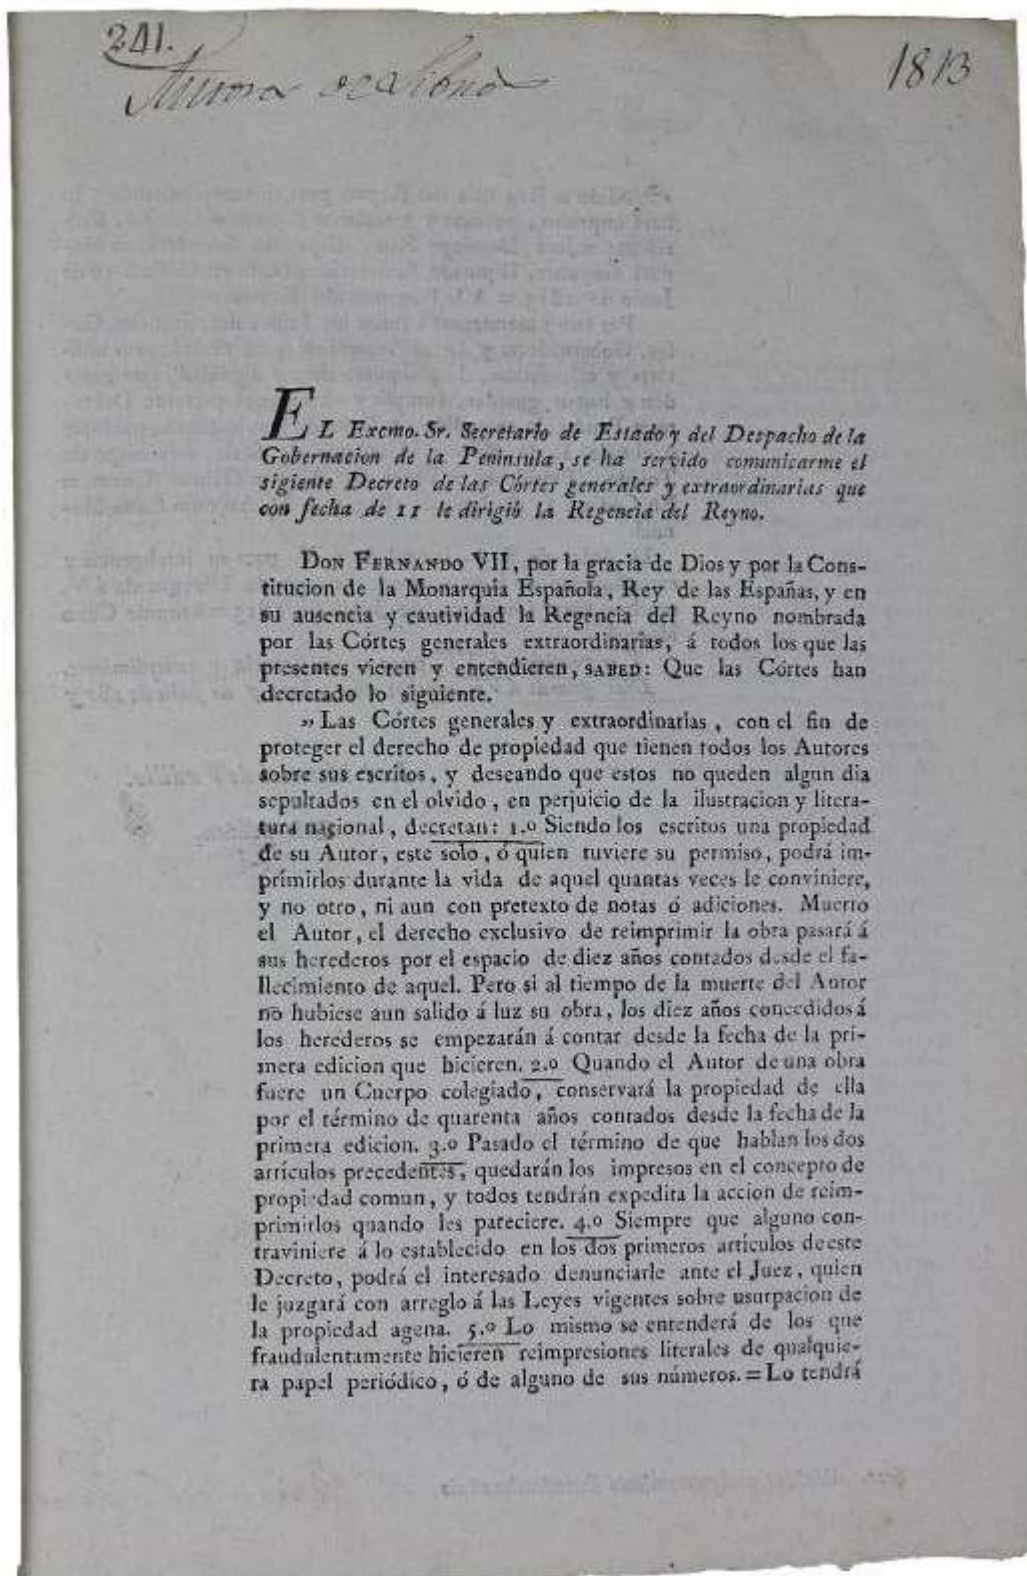 241.
1813
EL Excmo. Sr. Secretario de Estado y del Despacho de la
Gobernacion de la Peninsula, se ha servido comunicarme el
sigiente Decreto de las Córtes generales y extraordinarias que
con fecha de 11 le dirigió la Regencia del Reyno.
DON FERNANDO VII, por la gracia de Dios y por la Cons-
titucion de la Monarquía Española, Rey de las Españas, y en
su ausencia y cautividad la Regencia del Reyno nombrada
por las Córtes generales extraordinarias, á todos los que las
presentes vieren y entendieren, SABED: Que las Córtes han
decretado lo siguiente.
„Las Córtes generales y extraordinarias, con el fin de
proteger el derecho de propiedad que tienen todos los Autores
sobre sus escritos, y deseando que estos no queden algun dia
sepultados en el olvido, en perjuicio de la ilustracion y litera-
tura nacional, decretan: 1.º Siendo los escritos una propiedad
de su Autor, este solo, ó quien tuviere su permiso, podrá im-
primirlos durante la vida de aquel quantas veces le conviniere,
y no otro, ni aun con pretexto de notas ó adiciones. Muerto
el Autor, el derecho exclusivo de reimprimir la obra pasará á
sus herederos por el espacio de diez años contados desde el fa-
llecimiento de aquel. Pero si al tiempo de la muerte del Autor
no hubiese aun salido á luz su obra, los diez años concedidos á
los herederos se empezarán á contar desde la fecha de la pri-
mera edicion que hicieren. 2.º Quando el Autor de una obra
fuere un Cuerpo colegiado, conservará la propiedad de ella
por el término de quarenta años contados desde la fecha de la
primera edicion. 3.º Pasado el término de que hablan los dos
artículos precedentes, quedarán los impresos en el concepto de
propiedad comun, y todos tendrán expedita la accion de reim-
primirlos quando les pareciere. 4.º Siempre que alguno con-
traviniere á lo establecido en los dos primeros artículos de este
Decreto, podrá el interesado denunciarle ante el Juez, quien
le juzgará con arreglo á las Leyes vigentes sobre usurpacion de
la propiedad agena. 5.º Lo mismo se entenderá de los que
fraudulentamente hicieren reimpresiones literales de qualquie-
ra papel periódico, ó de alguno de sus números.=Lo tendrá